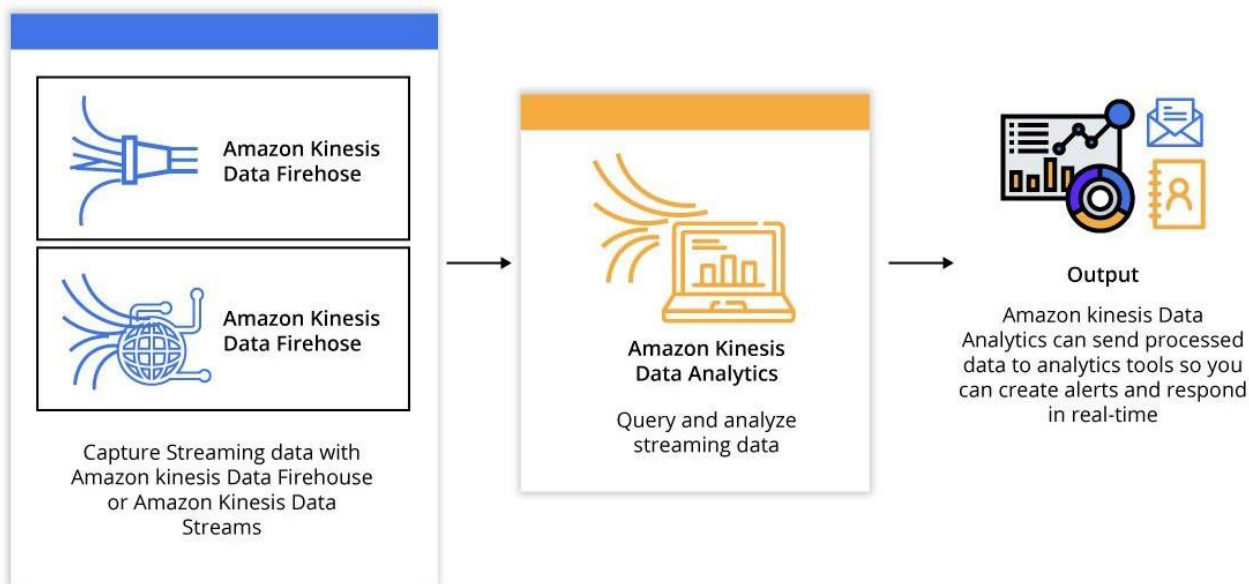 Amazon Kinesis
Data Firehose
Amazon Kinesis
Data Firehose
Capture Streaming data with
Amazon kinesis Data Firehouse
or Amazon Kinesis Data
Streams
Amazon Kinesis
Data Analytics
Query and analyze
streaming data
Output
Amazon kinesis Data
Analytics can send processed
data to analytics tools so you
can create alerts and respond
in real-time